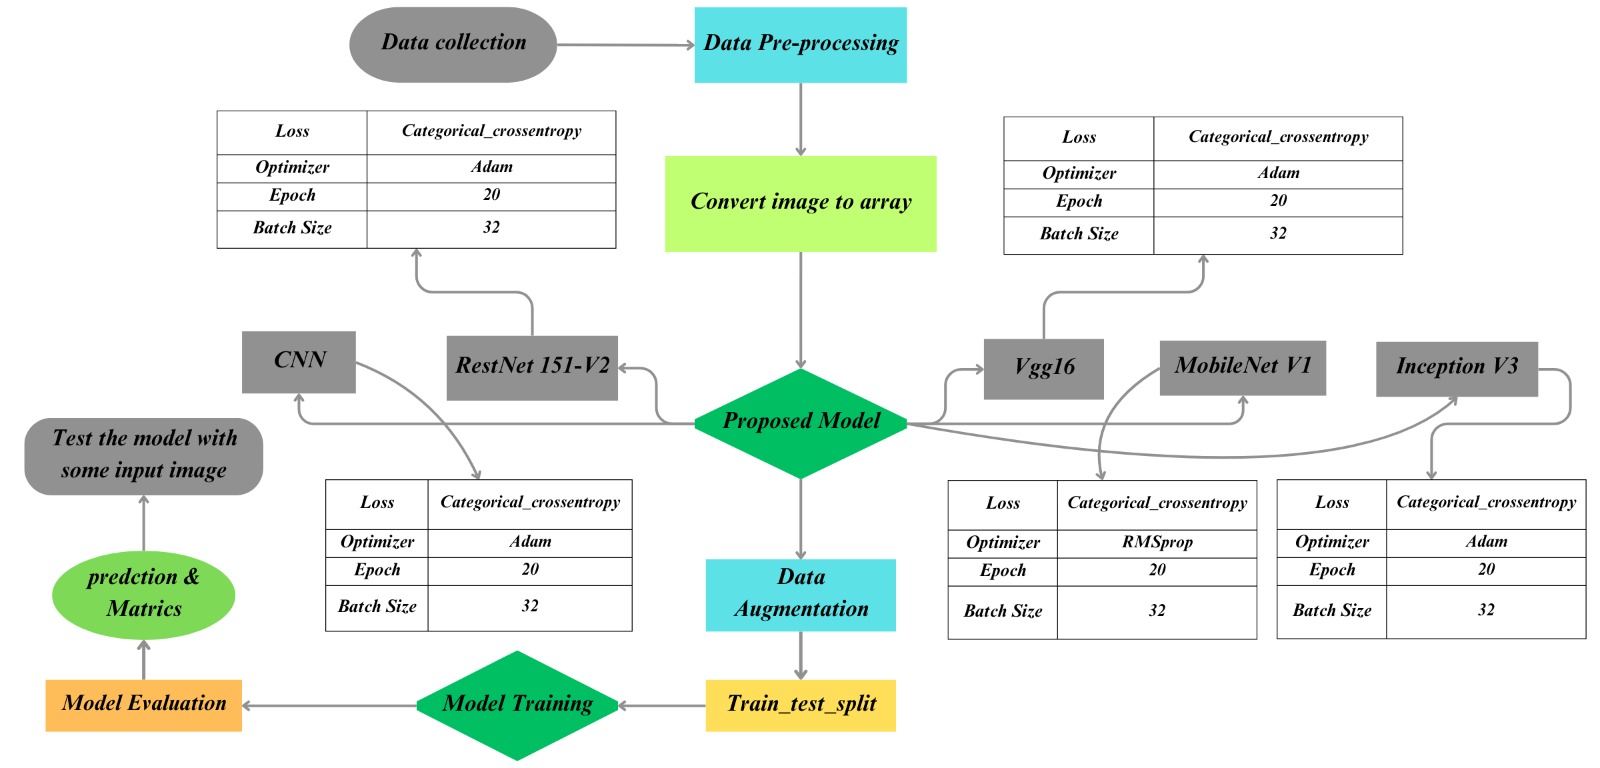 Data collection
Data Pre-processing
Loss Categorical_crossentropy
Optimizer Adam
Epoch 20
Batch Size 32
Convert image to array
Loss Categorical_crossentropy
Optimizer Adam
Epoch 20
Batch Size 32
CNN
RestNet 151-V2
Vgg16
MobileNet V1
Inception V3
Proposed Model
Test the model with
some input image
Loss Categorical_crossentropy
Optimizer Adam
Epoch 20
Batch Size 32
Loss Categorical_crossentropy
Optimizer RMSprop
Epoch 20
Batch Size 32
Loss Categorical_crossentropy
Optimizer Adam
Epoch 20
Batch Size 32
predction &
Matrics
Data
Augmentation
Model Evaluation
Model Training
Train_test_split